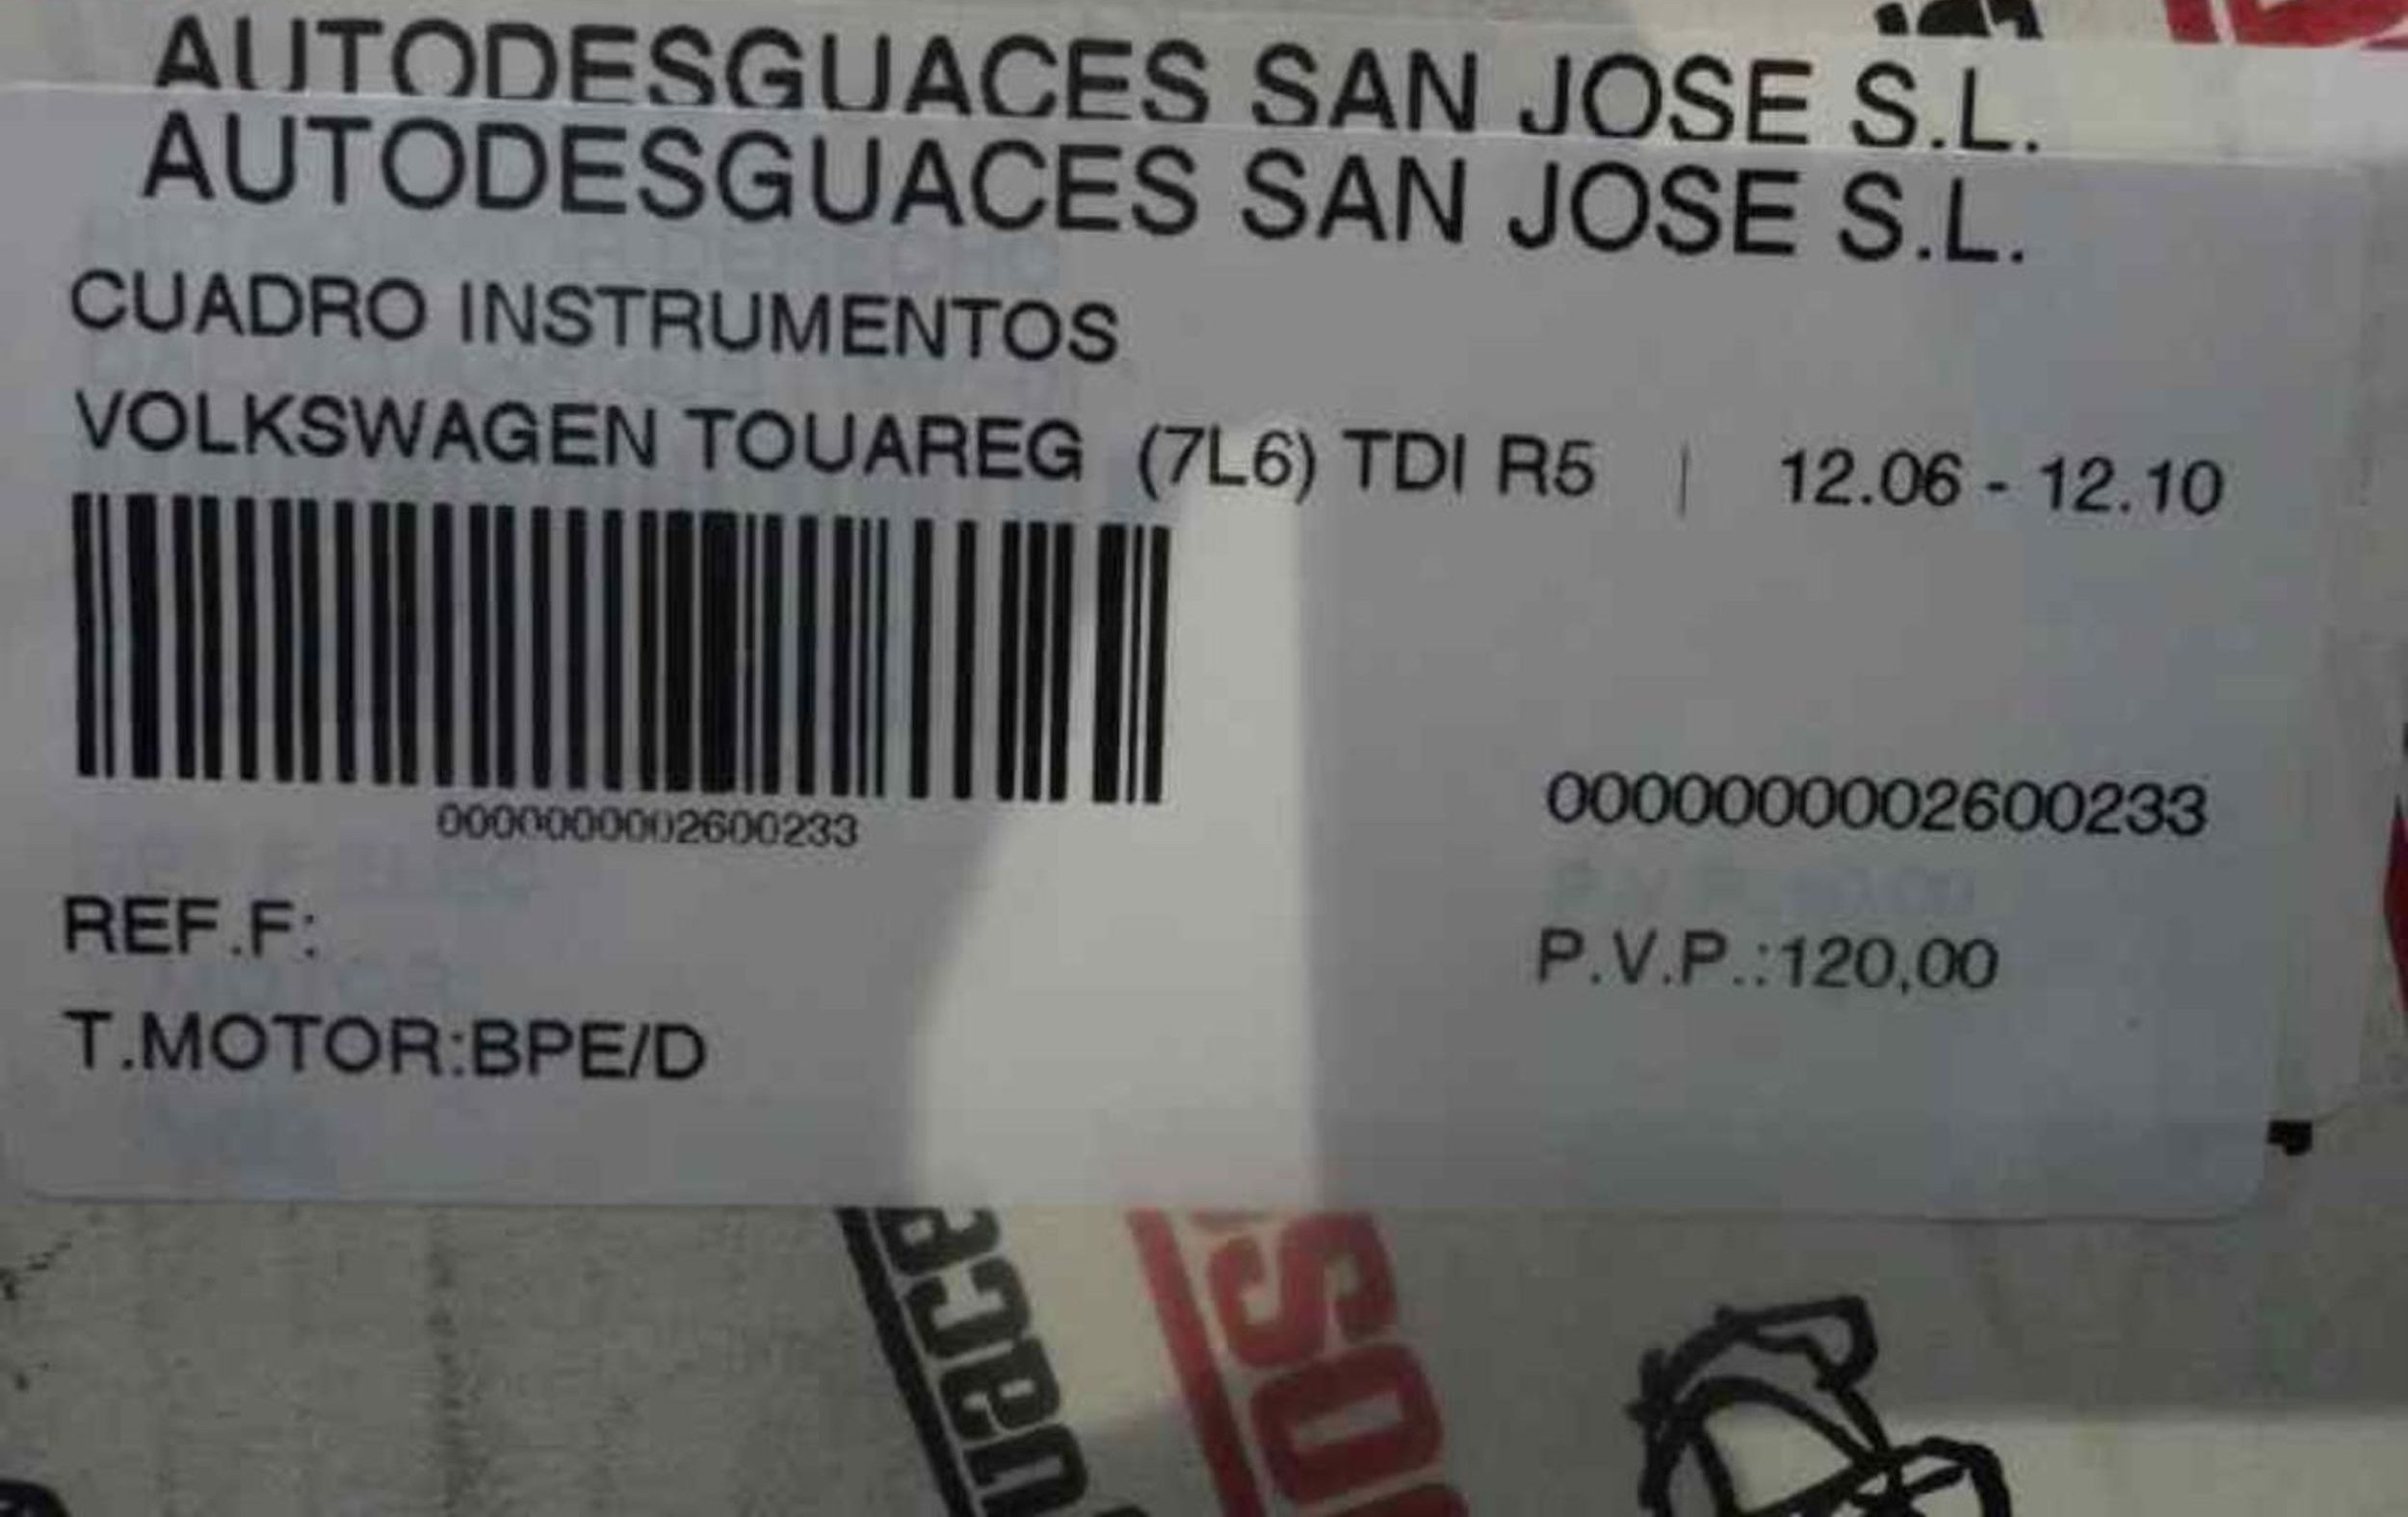 AUTODESGUACES SAN JOSE S.L.
AUTODESGUACES SAN JOSE S.L.
CUADRO INSTRUMENTOS
VOLKSWAGEN TOUAREG (7L6) TDI R5 | 12.06 - 12.10
0000000002600233
0000000002600233
REF.F:
P.V.P.:120,00
T.MOTOR:BPE/D